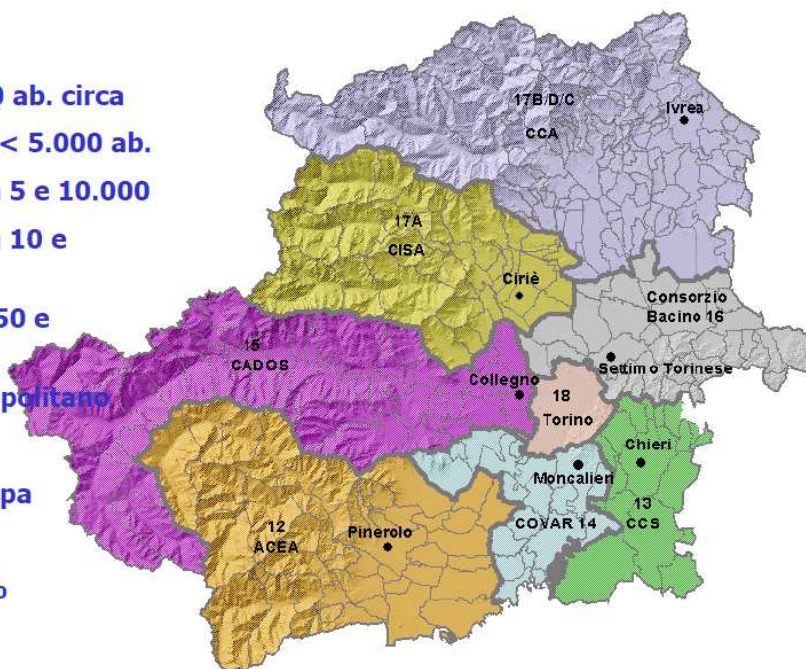 0 ab. circa
< 5.000 ab.
5 e 10.000
10 e
50 e
politano
pa
17B/D/C
CCA
Ivrea
17A
CISA
Ciriè
Consorzio
Bacino 16
15
CADOS
Settimo Torinese
Collegno
18
Torino
Chieri
Moncalieri
13
CCS
COVAR 14
12
ACEA
Pinerolo